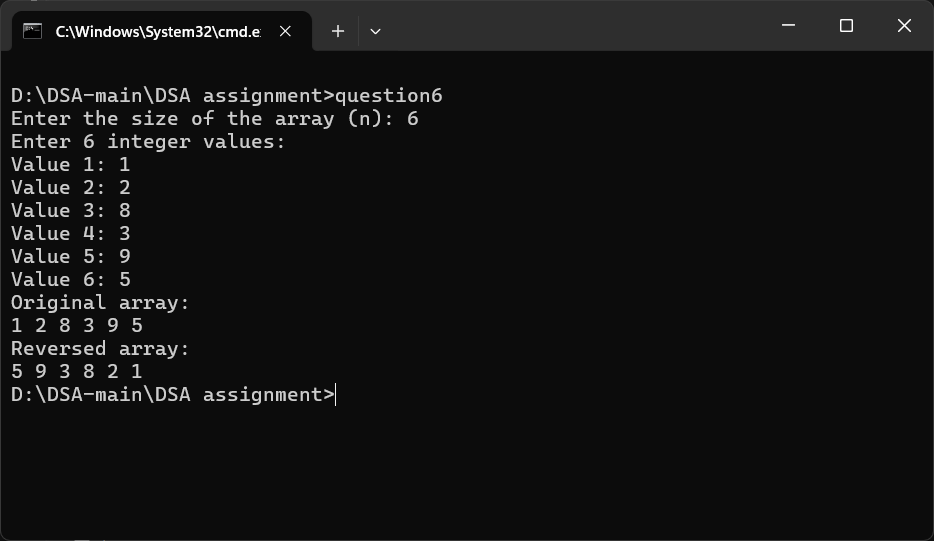 C:\Windows\System32\cmd.e
D:\DSA-main\DSA assignment>question6
Enter the size of the array (n): 6
Enter 6 integer values:
Value 1: 1
Value 2: 2
Value 3: 8
Value 4: 3
Value 5: 9
Value 6: 5
Original array:
1 2 8 3 9 5
Reversed array:
5 9 3 8 2 1
D:\DSA-main\DSA assignment>